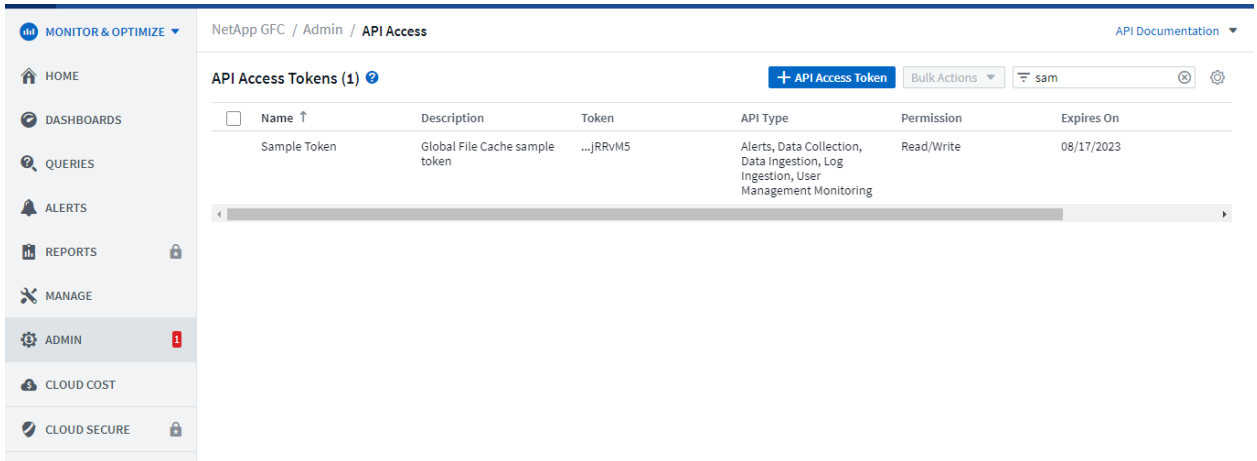 MONITOR & OPTIMIZE
NetApp GFC / Admin / API Access
API Documentation
HOME
API Access Tokens (1) ?
+ API Access Token
Bulk Actions
sam
DASHBOARDS
Name ↑ Description Token API Type Permission Expires On
Sample Token Global File Cache sample ...jRRvM5 Alerts, Data Collection, Read/Write 08/17/2023
token Data Ingestion, Log
Ingestion, User
Management Monitoring
QUERIES
ALERTS
REPORTS
MANAGE
ADMIN 1
CLOUD COST
CLOUD SECURE